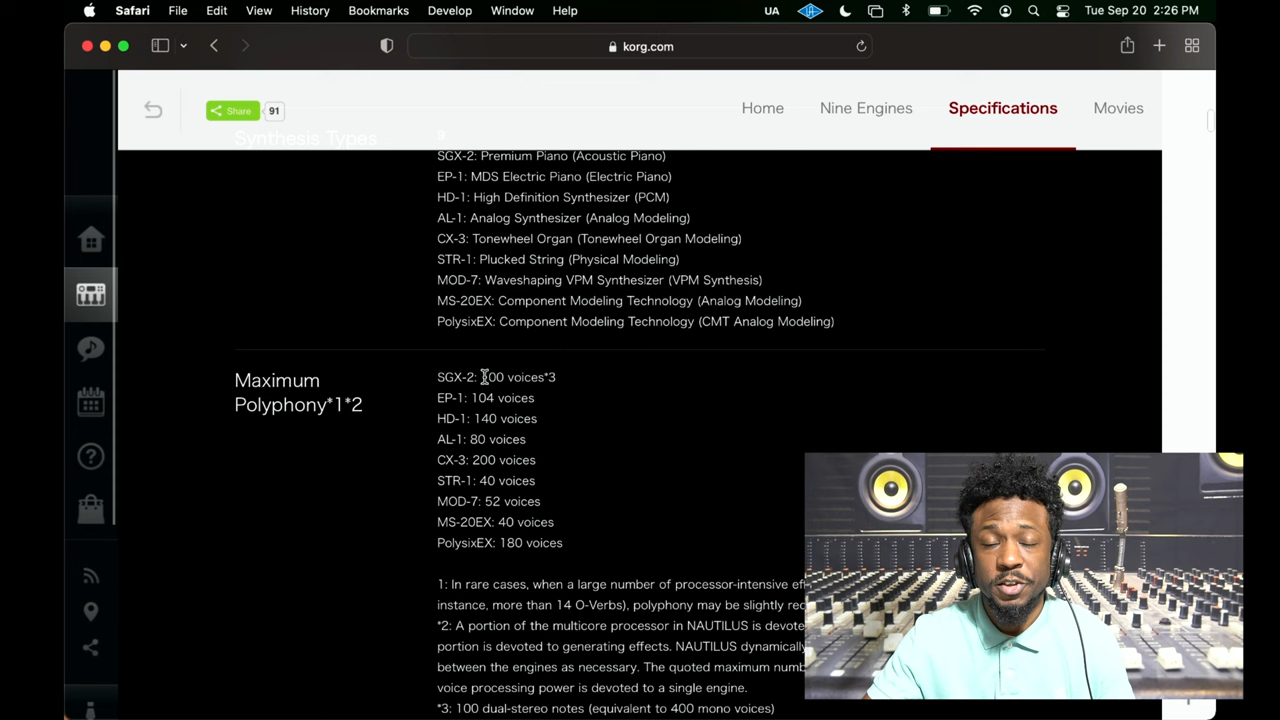 Safari File Edit View History Bookmarks Develop Window Help UA Tue Sep 20 2:26 PM
korg.com
Share 91 Home Nine Engines Specifications Movies
Synthesis Types 9
SGX-2: Premium Piano (Acoustic Piano)
EP-1: MDS Electric Piano (Electric Piano)
HD-1: High Definition Synthesizer (PCM)
AL-1: Analog Synthesizer (Analog Modeling)
CX-3: Tonewheel Organ (Tonewheel Organ Modeling)
STR-1: Plucked String (Physical Modeling)
MOD-7: Waveshaping VPM Synthesizer (VPM Synthesis)
MS-20EX: Component Modeling Technology (Analog Modeling)
PolysixEX: Component Modeling Technology (CMT Analog Modeling)
Maximum
Polyphony*1*2
SGX-2: 100 voices*3
EP-1: 104 voices
HD-1: 140 voices
AL-1: 80 voices
CX-3: 200 voices
STR-1: 40 voices
MOD-7: 52 voices
MS-20EX: 40 voices
PolysixEX: 180 voices
1: In rare cases, when a large number of processor-intensive
instance, more than 14 O-Verbs), polyphony may be slightly
*2: A portion of the multicore processor in NAUTILUS is
portion is devoted to generating effects. NAUTILUS
between the engines as necessary. The quoted maximum
voice processing power is devoted to a single engine.
*3: 100 dual-stereo notes (equivalent to 400 mono voices)